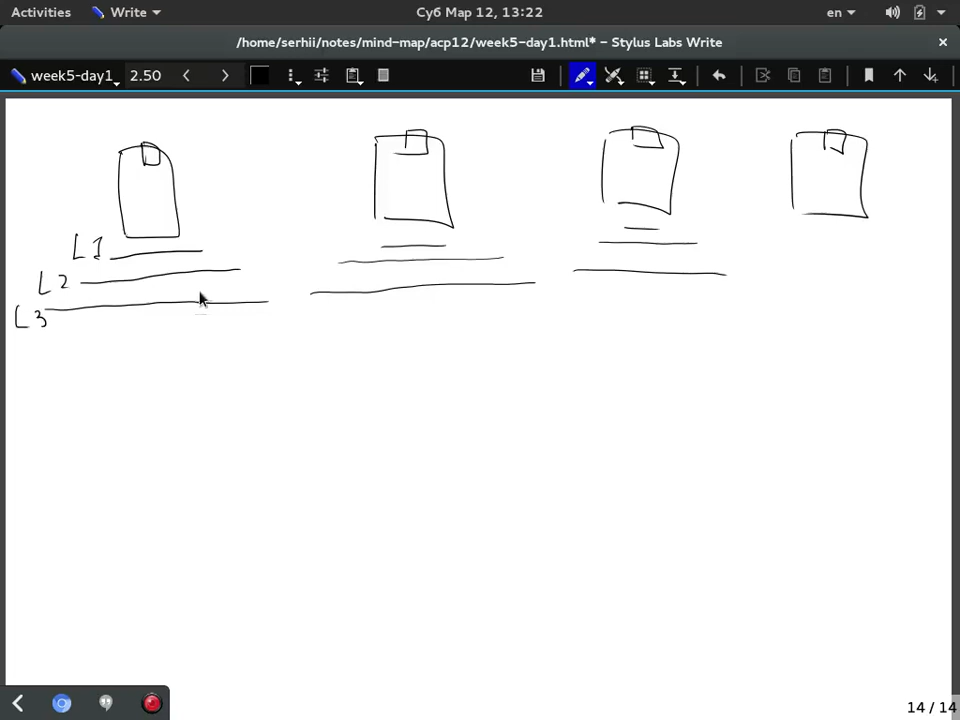 Activities Write Суб Мар 12, 13:22 en
/home/serhii/notes/mind-map/acp12/week5-day1.html* – Stylus Labs Write ×
week5-day1 2.50
L1
L2
L3
14 / 14